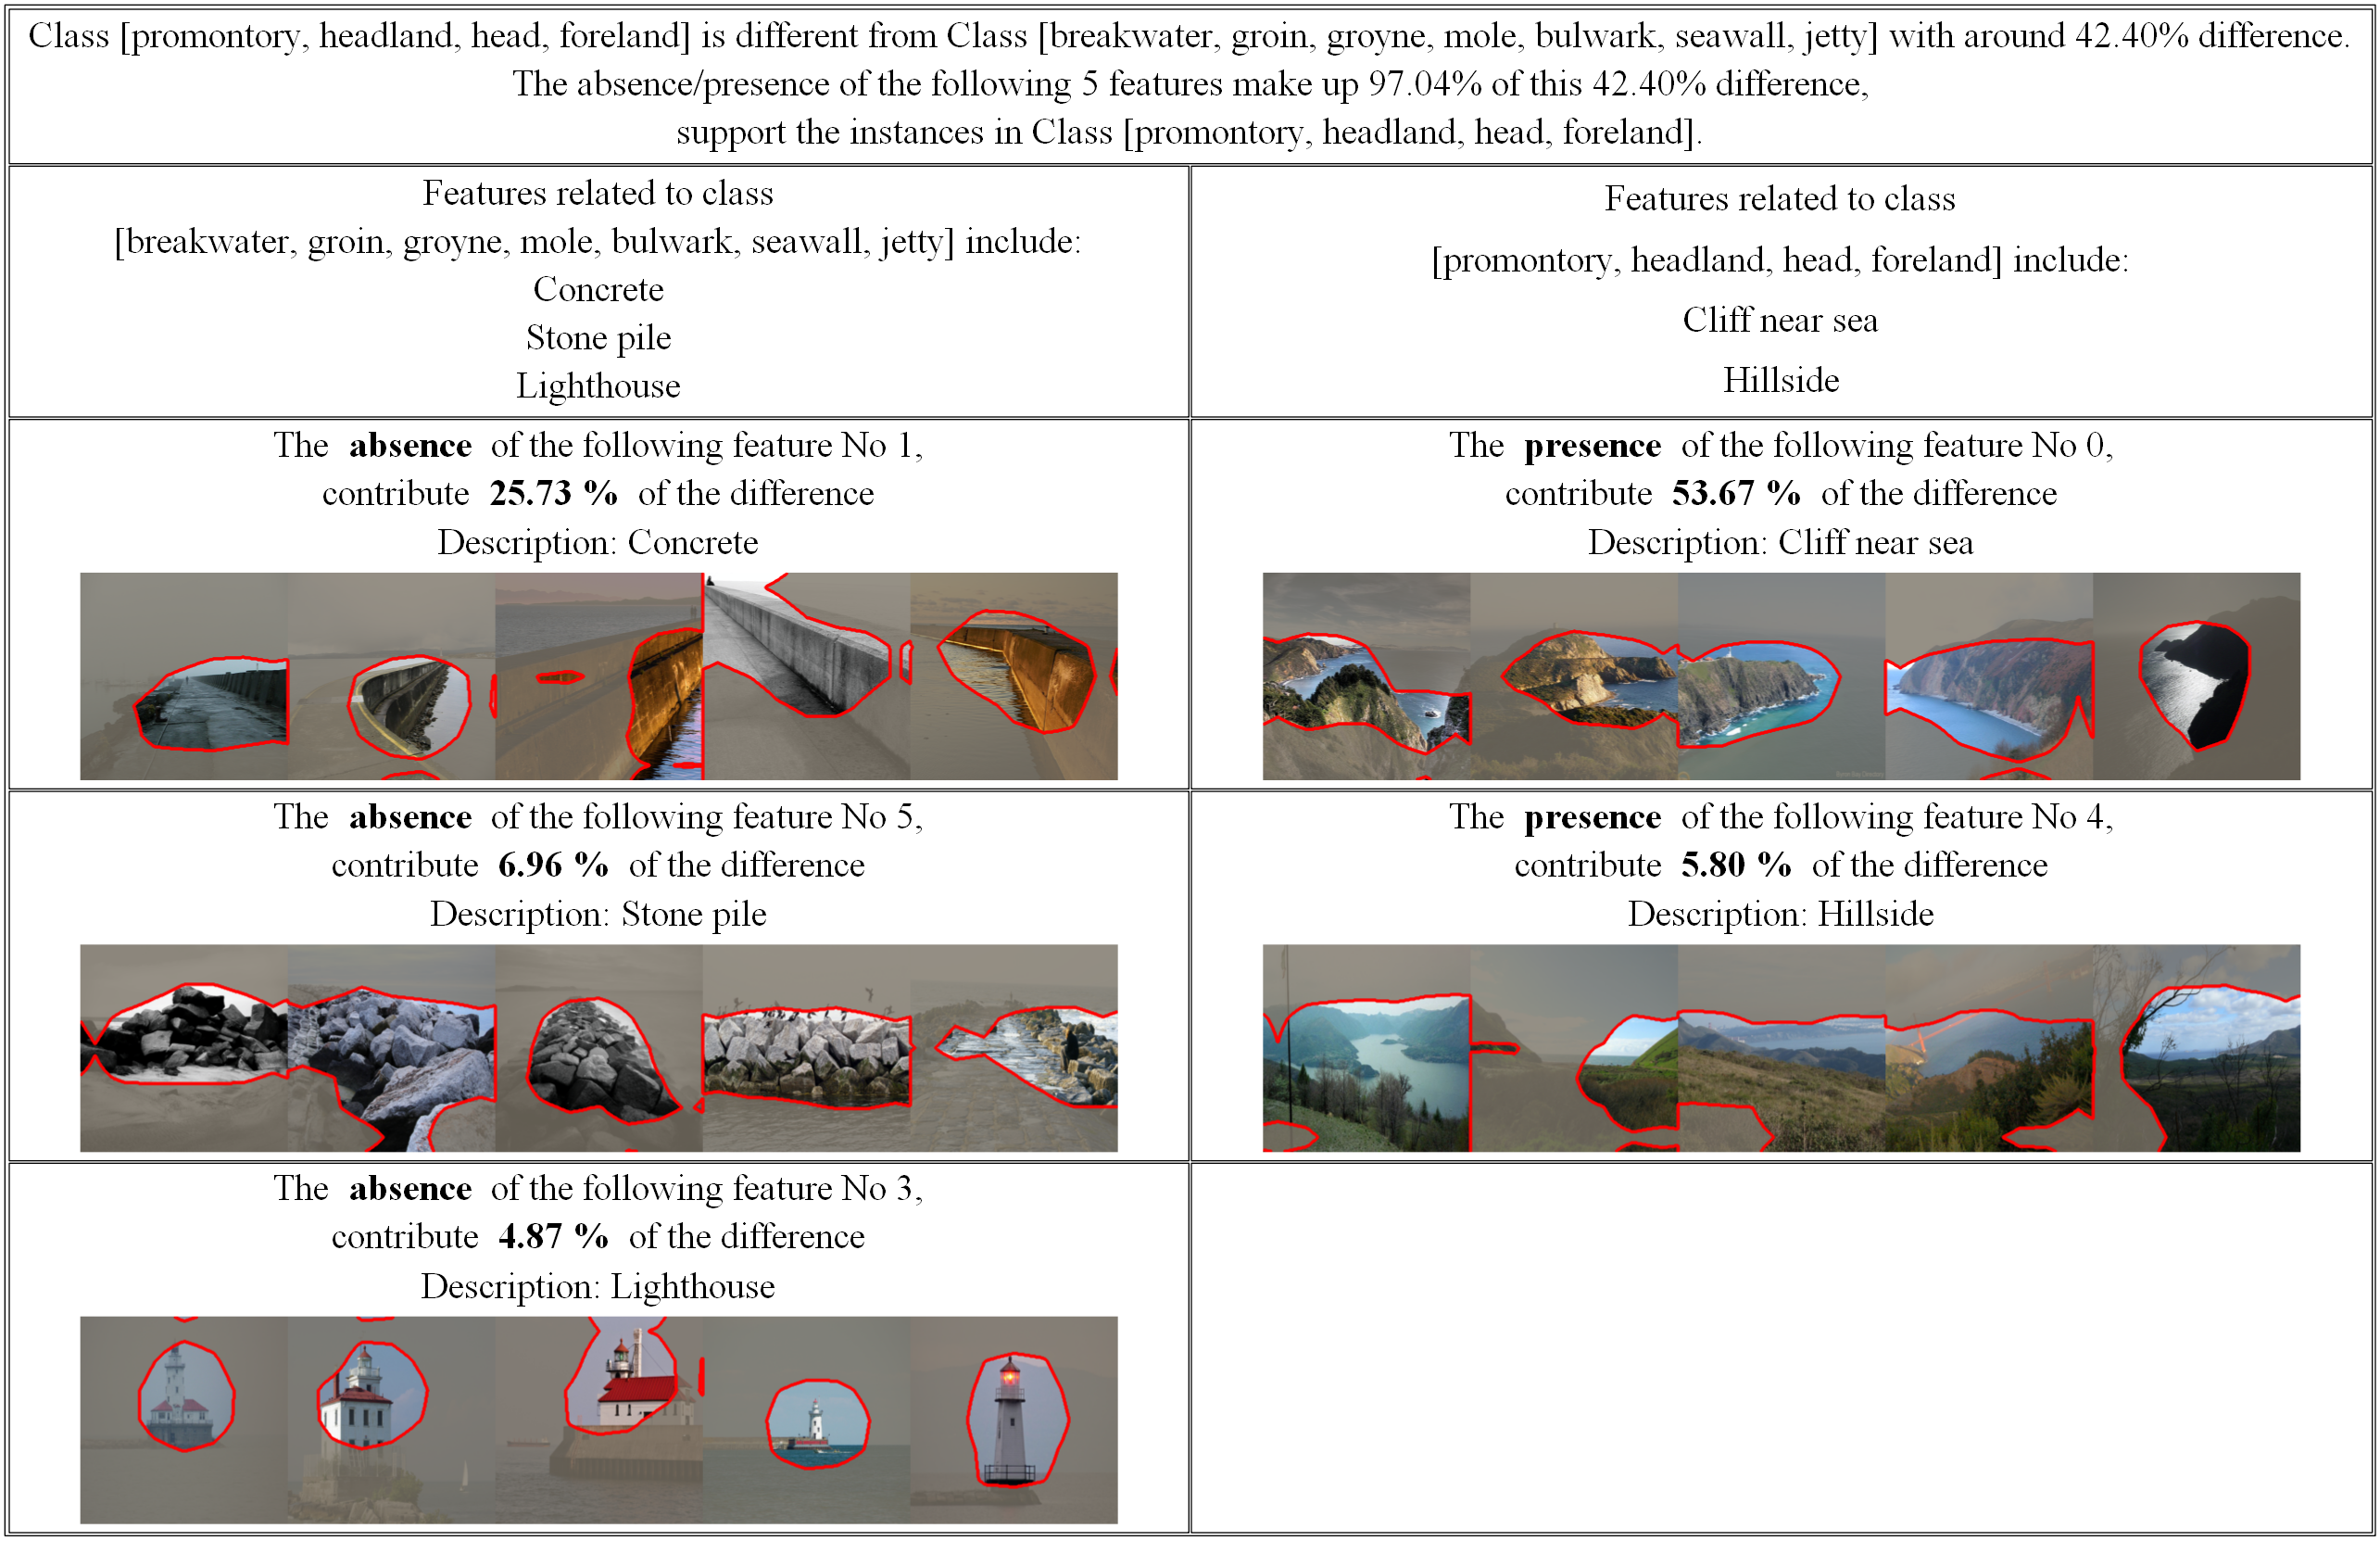 Class [promontory, headland, head, foreland] is different from Class [breakwater, groin, groyne, mole, bulwark, seawall, jetty] with around 42.40% difference.
The absence/presence of the following 5 features make up 97.04% of this 42.40% difference,
support the instances in Class [promontory, headland, head, foreland].
Features related to class
[breakwater, groin, groyne, mole, bulwark, seawall, jetty] include:
Concrete
Stone pile
Lighthouse
Features related to class
[promontory, headland, head, foreland] include:
Cliff near sea
Hillside
The absence of the following feature No 1,
contribute 25.73 % of the difference
Description: Concrete
The presence of the following feature No 0,
contribute 53.67 % of the difference
Description: Cliff near sea
The absence of the following feature No 5,
contribute 6.96 % of the difference
Description: Stone pile
The presence of the following feature No 4,
contribute 5.80 % of the difference
Description: Hillside
The absence of the following feature No 3,
contribute 4.87 % of the difference
Description: Lighthouse